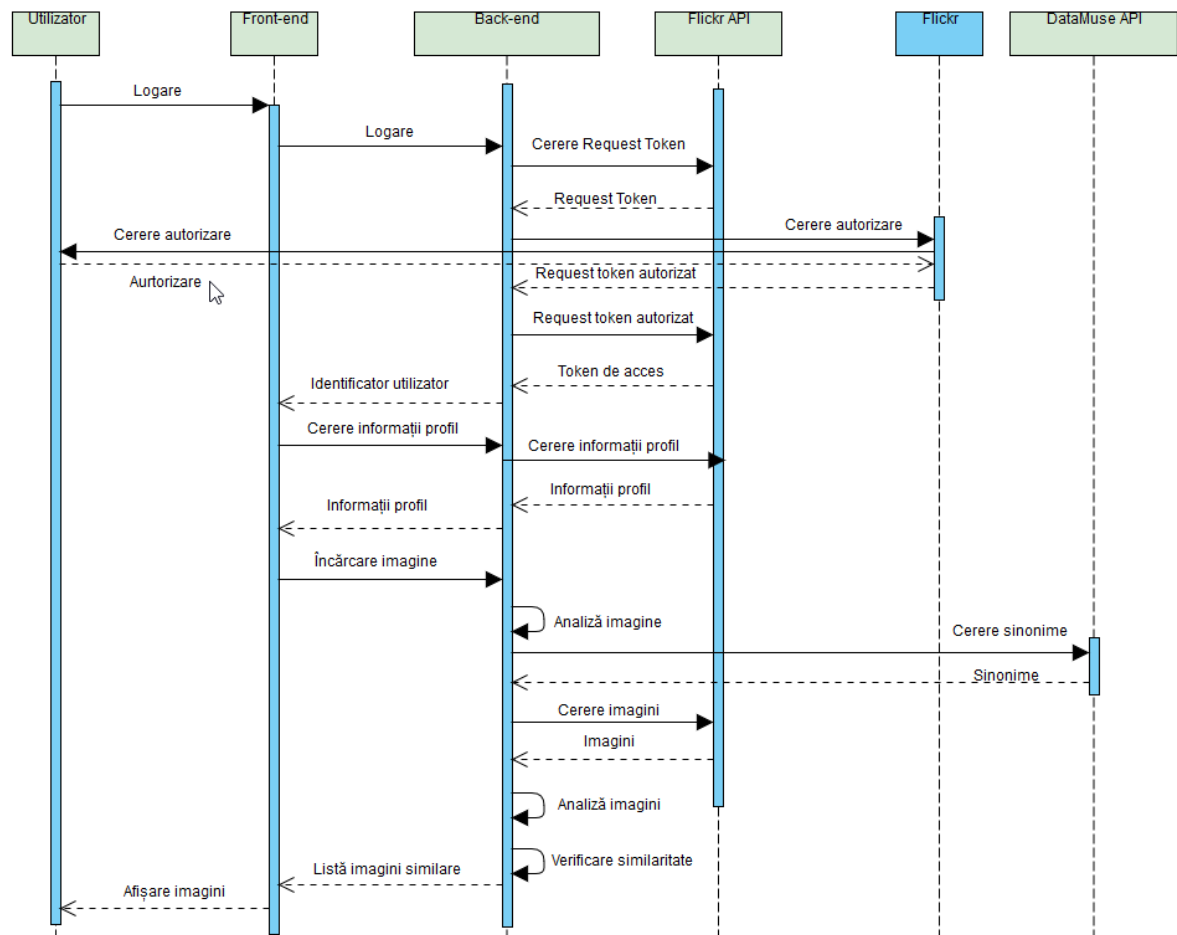 Utilizator
Front-end
Back-end
Flickr API
Flickr
DataMuse API
Logare
Logare
Cerere Request Token
Request Token
Cerere autorizare
Cerere autorizare
Aurtorizare
Request token autorizat
Request token autorizat
Token de acces
Identificator utilizator
Cerere informații profil
Cerere informații profil
Informații profil
Informații profil
Încărcare imagine
Analiză imagine
Cerere sinonime
Sinonime
Cerere imagini
Imagini
Analiză imagini
Verificare similaritate
Listă imagini similare
Afișare imagini